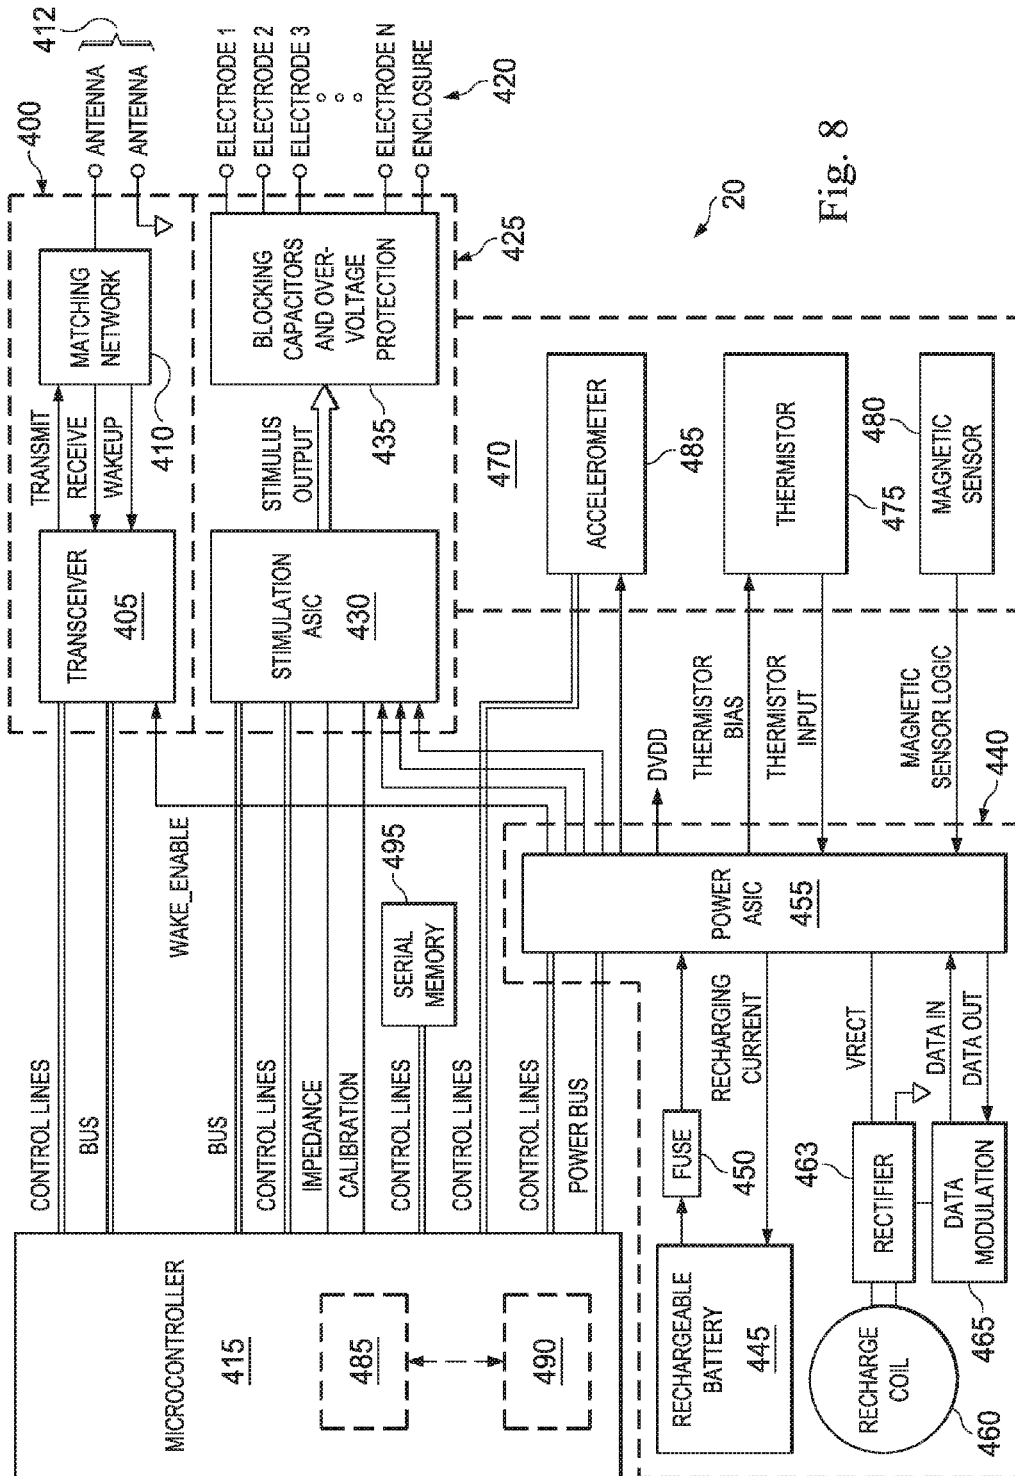 412
ANTENNA
ANTENNA
400
ELECTRODE 1
ELECTRODE 2
ELECTRODE 3
ELECTRODE N
ENCLOSURE
420
MATCHING
NETWORK
410
TRANSMIT
RECEIVE
WAKEUP
TRANSCEIVER
405
BLOCKING
CAPACITORS
AND OVER-
VOLTAGE
PROTECTION
425
435
STIMULUS
OUTPUT
STIMULATION
ASIC
430
20
Fig. 8
470
ACCELEROMETER
485
THERMISTOR
475
480
MAGNETIC
SENSOR
DVDD
THERMISTOR
BIAS
THERMISTOR
INPUT
MAGNETIC
SENSOR LOGIC
440
WAKE_ENABLE
495
SERIAL
MEMORY
POWER
ASIC
455
CONTROL LINES
BUS
BUS
CONTROL LINES
IMPEDANCE
CALIBRATION
CONTROL LINES
CONTROL LINES
CONTROL LINES
POWER BUS
RECHARGING
CURRENT
VRECT
DATA IN
DATA OUT
FUSE
450
463
RECTIFIER
DATA
MODULATION
465
MICROCONTROLLER
415
485
490
RECHARGEABLE
BATTERY
445
RECHARGE
COIL
460